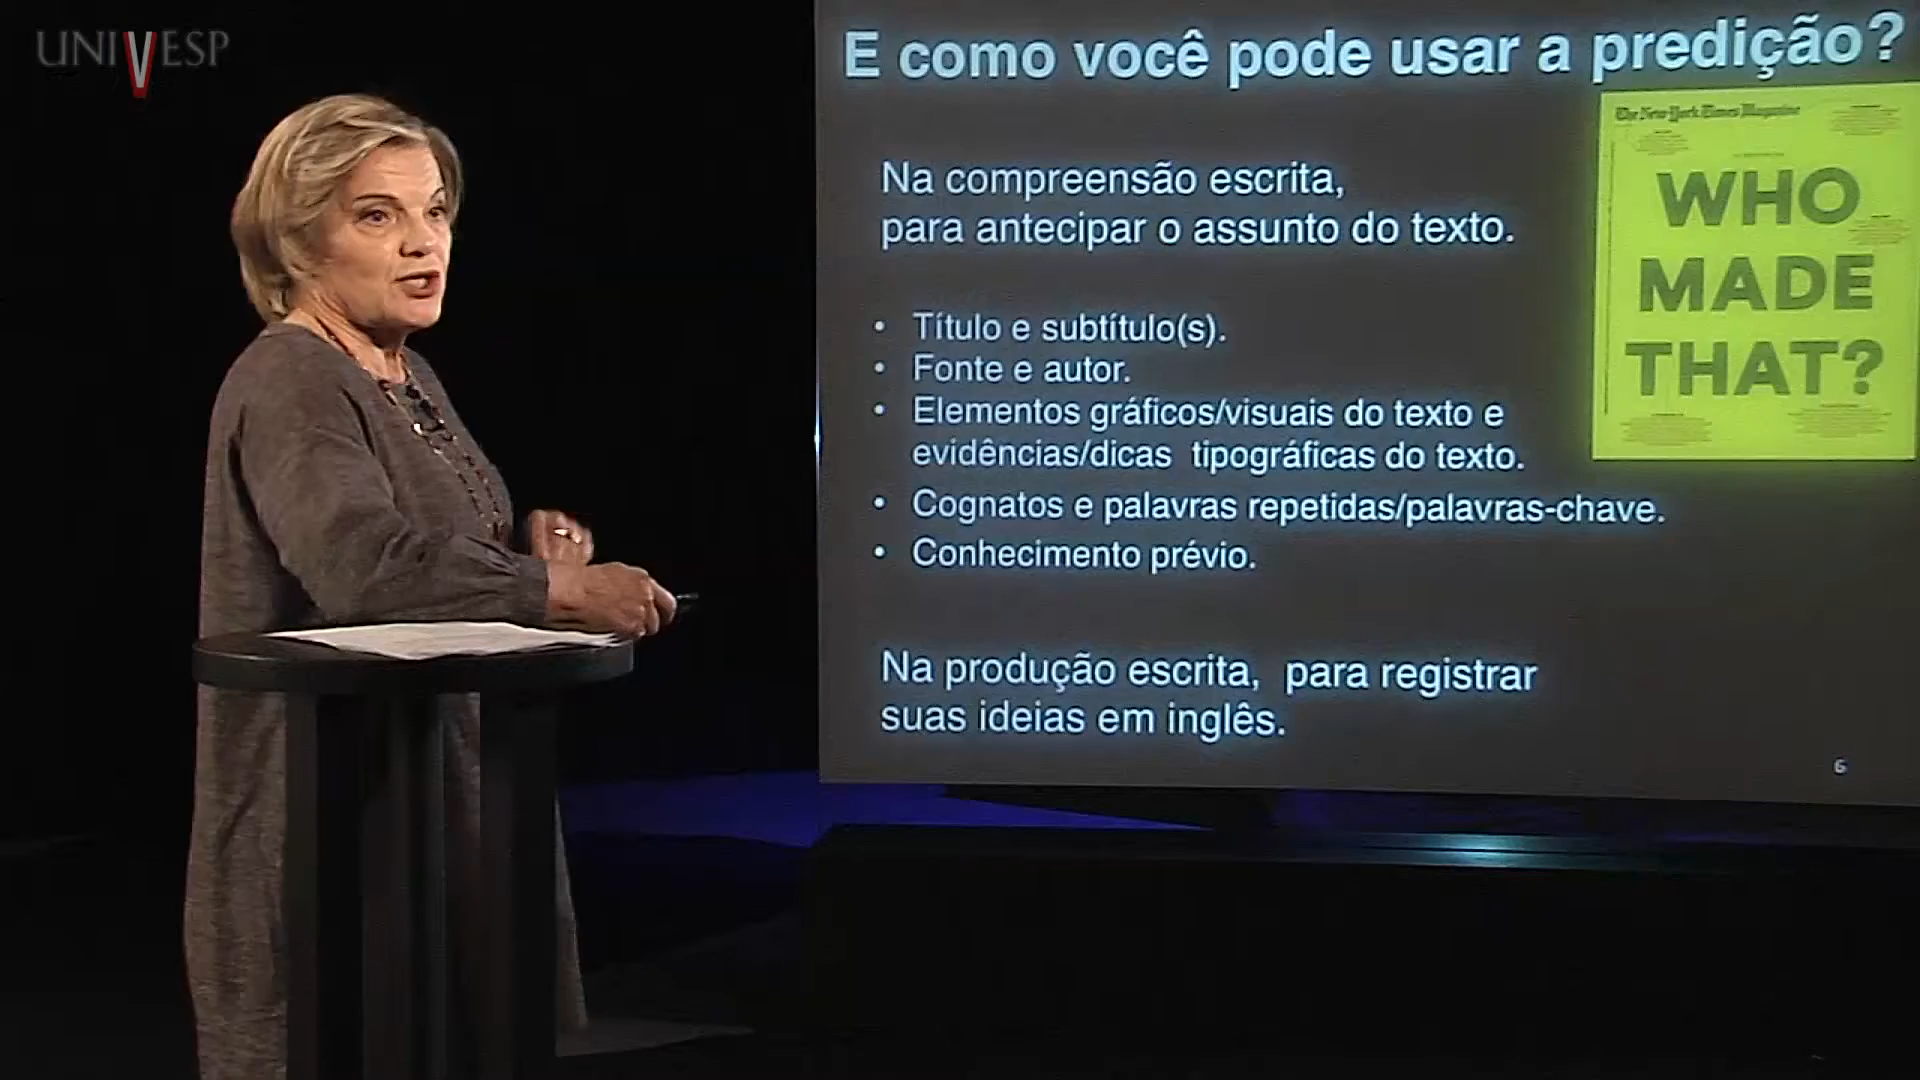 UNIVESP
E como você pode usar a predição?
The New York Times Magazine
WHO
MADE
THAT?
Na compreensão escrita,
para antecipar o assunto do texto.
• Título e subtítulo(s).
• Fonte e autor.
• Elementos gráficos/visuais do texto e
evidências/dicas tipográficas do texto.
• Cognatos e palavras repetidas/palavras-chave.
• Conhecimento prévio.
Na produção escrita, para registrar
suas ideias em inglês.
6